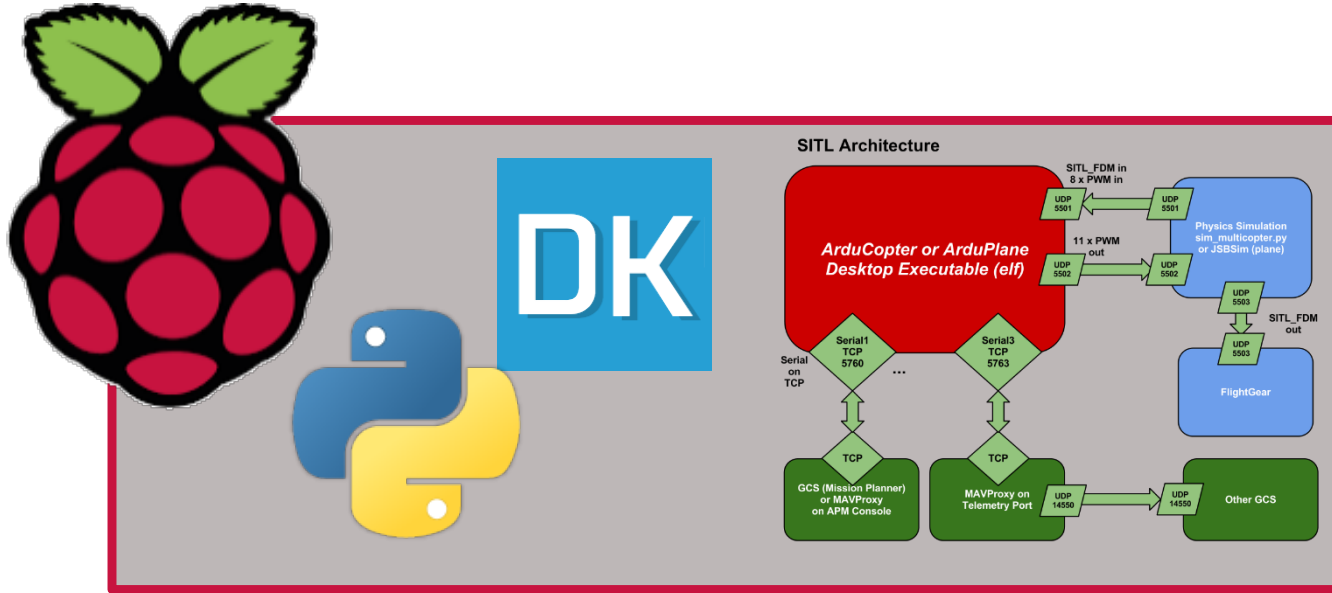 DK
SITL Architecture
SITL_FDM in
8 x PWM in
UDP
5501
UDP
5501
ArduCopter or ArduPlane
Desktop Executable (elf)
11 x PWM
out
UDP
5502
UDP
5502
Physics Simulation
sim_multicopter.py
or JSBSim (plane)
UDP
5503
SITL_FDM
out
UDP
5503
FlightGear
Serial
on
TCP
Serial1
TCP
5760
...
Serial3
TCP
5763
TCP
GCS (Mission Planner)
or MAVProxy
on APM Console
TCP
MAVProxy on
Telemetry Port
UDP
14550
UDP
14550
Other GCS